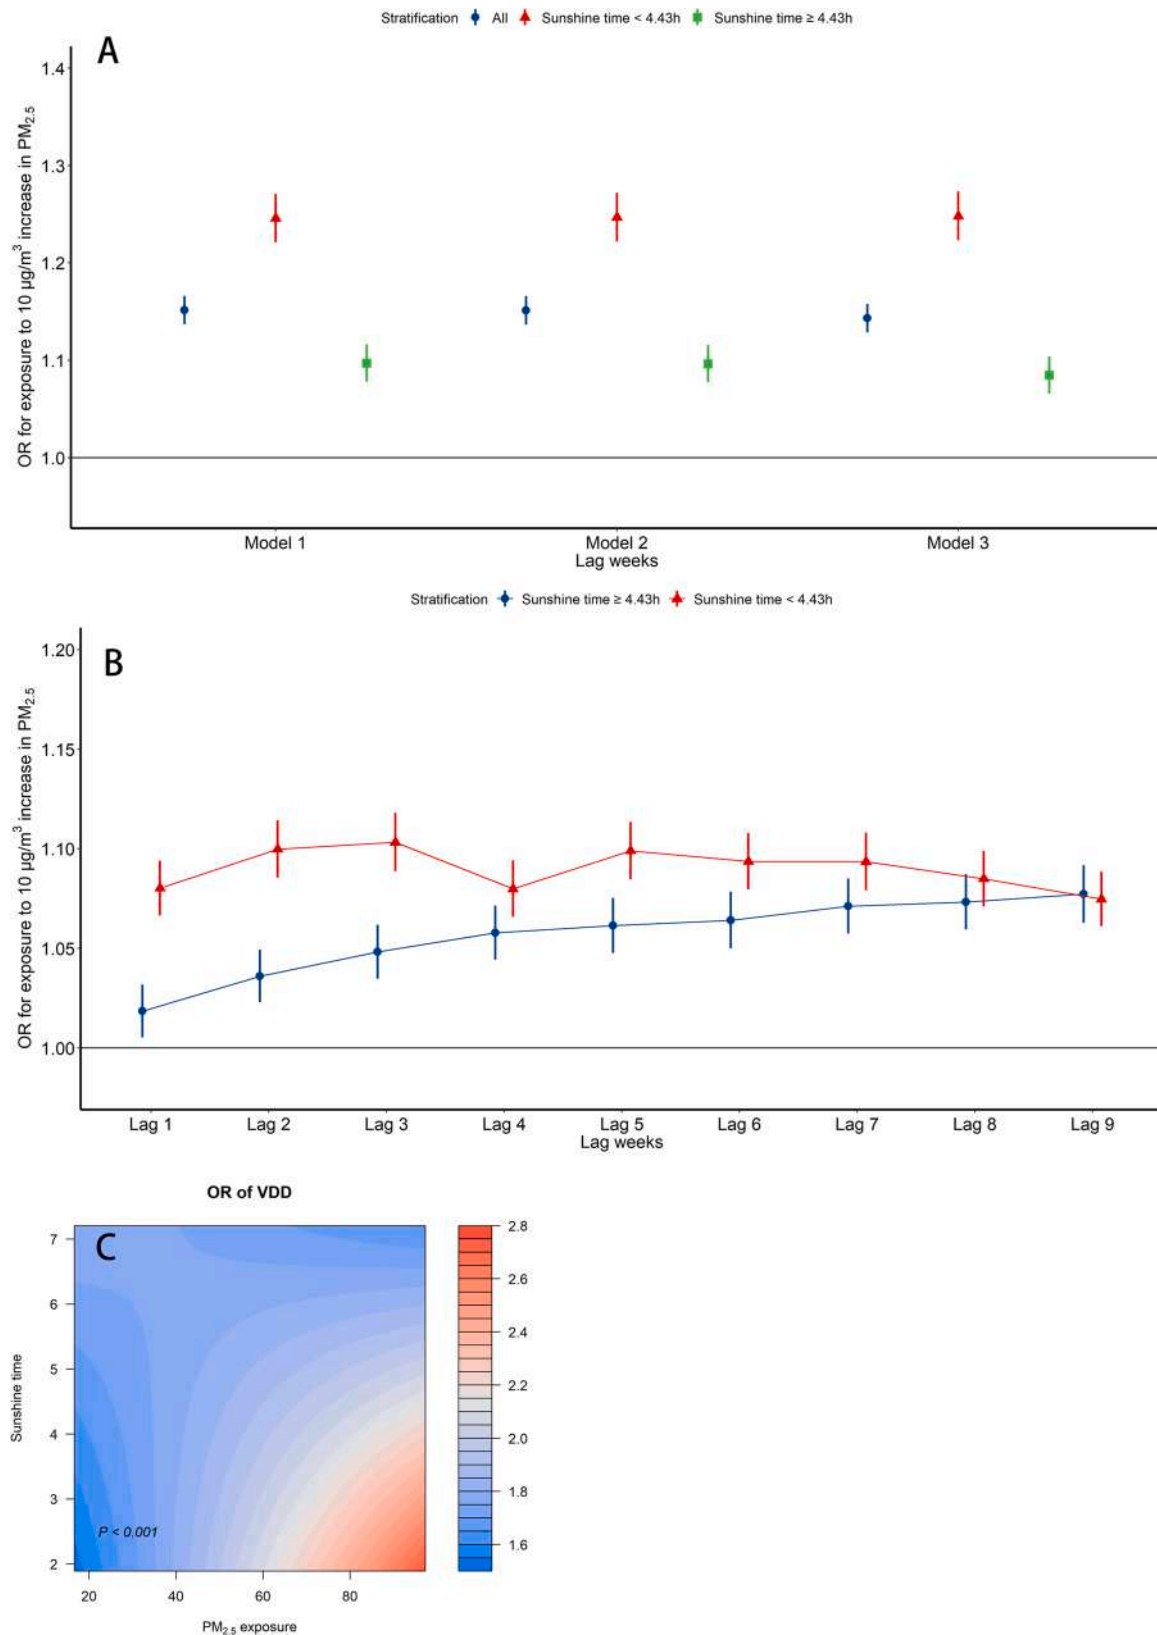 Stratification All Sunshine time < 4.43h Sunshine time ≥ 4.43h
A
OR for exposure to 10 µg/m³ increase in PM₂.₅
1.4
1.3
1.2
1.1
1.0
Model 1 Model 2 Model 3
Lag weeks
Stratification Sunshine time ≥ 4.43h Sunshine time < 4.43h
B
OR for exposure to 10 µg/m³ increase in PM₂.₅
1.20
1.15
1.10
1.05
1.00
Lag 1 Lag 2 Lag 3 Lag 4 Lag 5 Lag 6 Lag 7 Lag 8 Lag 9
Lag weeks
OR of VDD
C
Sunshine time
7
6
5
4
3
2
P < 0.001
20 40 60 80
PM₂.₅ exposure
2.8
2.6
2.4
2.2
2.0
1.8
1.6